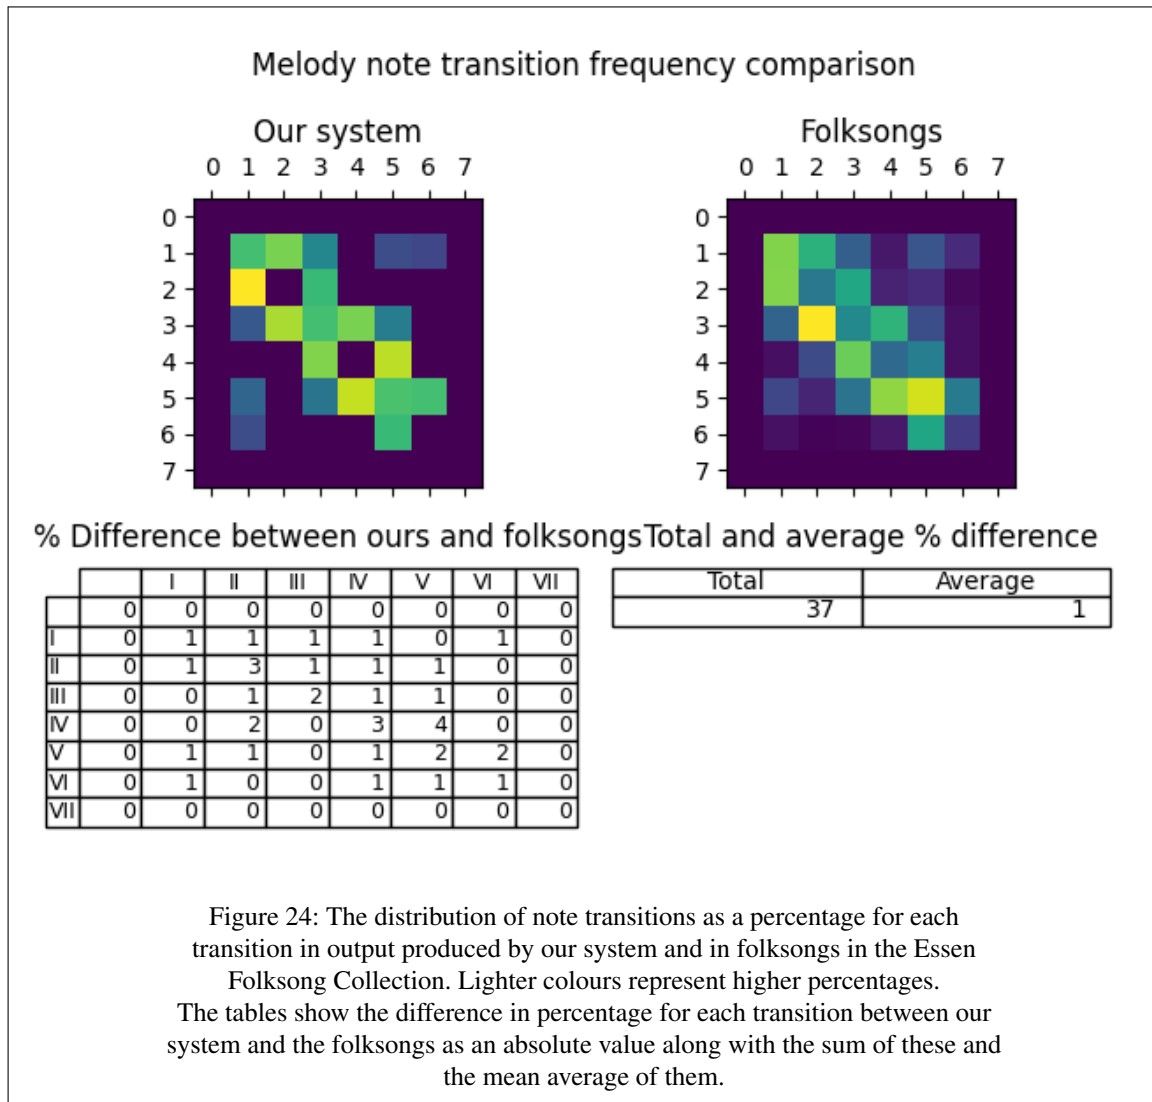 Melody note transition frequency comparison
Our system
0 1 2 3 4 5 6 7
0
1
2
3
4
5
6
7
Folksongs
0 1 2 3 4 5 6 7
0
1
2
3
4
5
6
7
% Difference between ours and folksongs
I II III IV V VI VII
0 0 0 0 0 0 0 0
I 0 1 1 1 1 0 1 0
II 0 1 3 1 1 1 0 0
III 0 0 1 2 1 1 0 0
IV 0 0 2 0 3 4 0 0
V 0 1 1 0 1 2 2 0
VI 0 1 0 0 1 1 1 0
VII 0 0 0 0 0 0 0 0
Total and average % difference
Total Average
37 1
Figure 24: The distribution of note transitions as a percentage for each
transition in output produced by our system and in folksongs in the Essen
Folksong Collection. Lighter colours represent higher percentages.
The tables show the difference in percentage for each transition between our
system and the folksongs as an absolute value along with the sum of these and
the mean average of them.